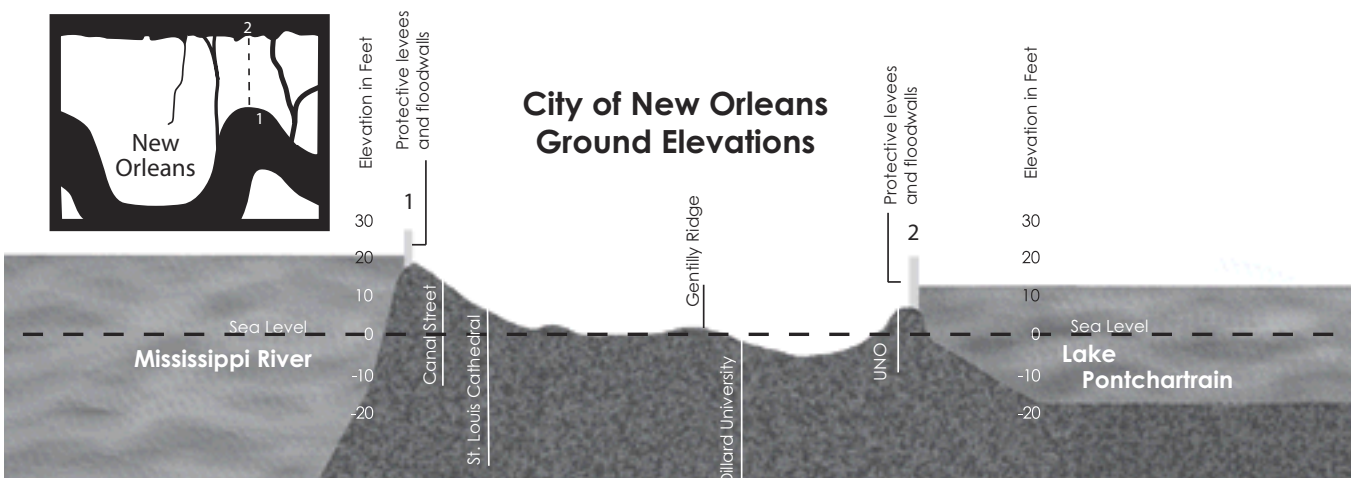 2
1
New
Orleans
Elevation in Feet
Protective levees
and floodwalls
City of New Orleans
Ground Elevations
Protective levees
and floodwalls
Elevation in Feet
1
2
30
20
10
0
-10
-20
Sea Level
Mississippi River
Canal Street
St. Louis Cathedral
Gentilly Ridge
Dillard University
UNO
30
20
10
0
-10
-20
Sea Level
Lake
Pontchartrain